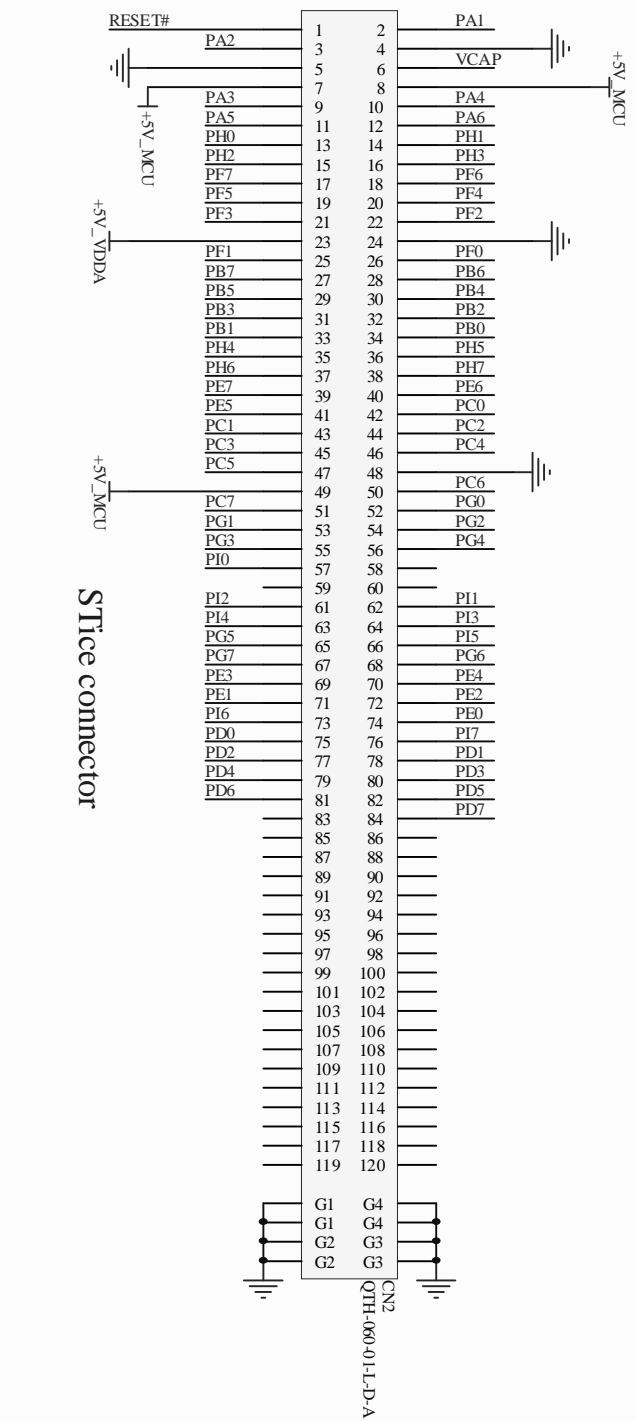 RESET# 1 2 PA1
PA2 3 4
5 6 VCAP
7 8
+5V_MCU
+5V_MCU
PA3 9 10 PA4
PA5 11 12 PA6
PH0 13 14 PH1
PH2 15 16 PH3
PF7 17 18 PF6
PF5 19 20 PF4
PF3 21 22 PF2
+5V_VDDA
23 24
PF1 25 26 PF0
PB7 27 28 PB6
PB5 29 30 PB4
PB3 31 32 PB2
PB1 33 34 PB0
PH4 35 36 PH5
PH6 37 38 PH7
PE7 39 40 PE6
PE5 41 42 PC0
PC1 43 44 PC2
PC3 45 46 PC4
PC5 47 48
+5V_MCU
49 50 PC6
PC7 51 52 PG0
PG1 53 54 PG2
PG3 55 56 PG4
PI0 57 58
59 60
PI2 61 62 PI1
PI4 63 64 PI3
PG5 65 66 PI5
PG7 67 68 PG6
PE3 69 70 PE4
PE1 71 72 PE2
PI6 73 74 PE0
PD0 75 76 PI7
PD2 77 78 PD1
PD4 79 80 PD3
PD6 81 82 PD5
83 84 PD7
85 86
87 88
89 90
91 92
93 94
95 96
97 98
99 100
101 102
103 104
105 106
107 108
109 110
111 112
113 114
115 116
117 118
119 120
G1 G4
G1 G4
G2 G3
G2 G3
CN2
QTH-060-01-L-D-A
STice connector